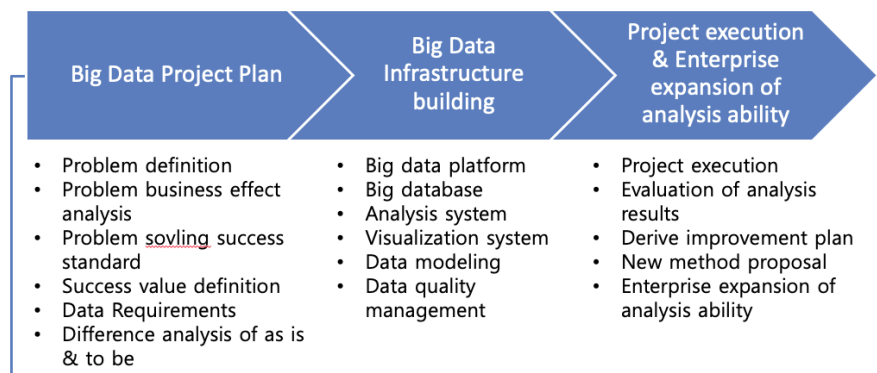 Big Data Project Plan
Big Data
Infrastructure
building
Project execution
& Enterprise
expansion of
analysis ability
• Problem definition
• Problem business effect
analysis
• Problem sovling success
standard
• Success value definition
• Data Requirements
• Difference analysis of as is
& to be
• Big data platform
• Big database
• Analysis system
• Visualization system
• Data modeling
• Data quality
management
• Project execution
• Evaluation of analysis
results
• Derive improvement plan
• New method proposal
• Enterprise expansion of
analysis ability